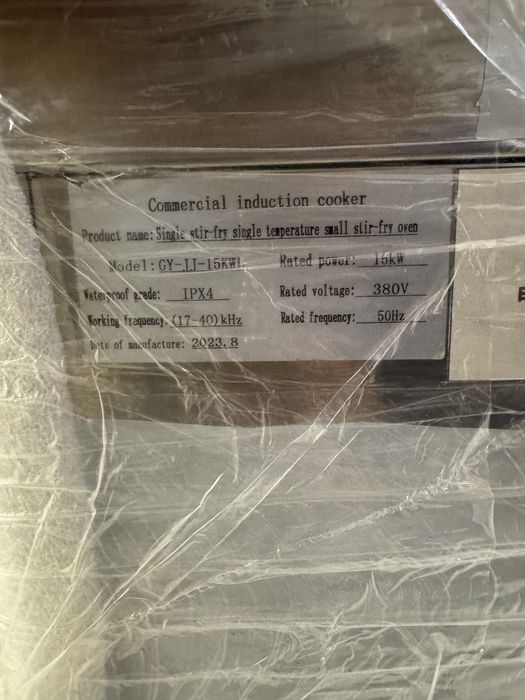 Commercial induction cooker
Product name: Single stir-fry single temperature small stir-fry oven
Model: GY-JJ-15KWL Rated power: 15kW
Waterproof grade: IPX4 Rated voltage: 380V
Working frequency: (17-40)kHz Rated frequency: 50Hz
Date of manufacture: 2023.8